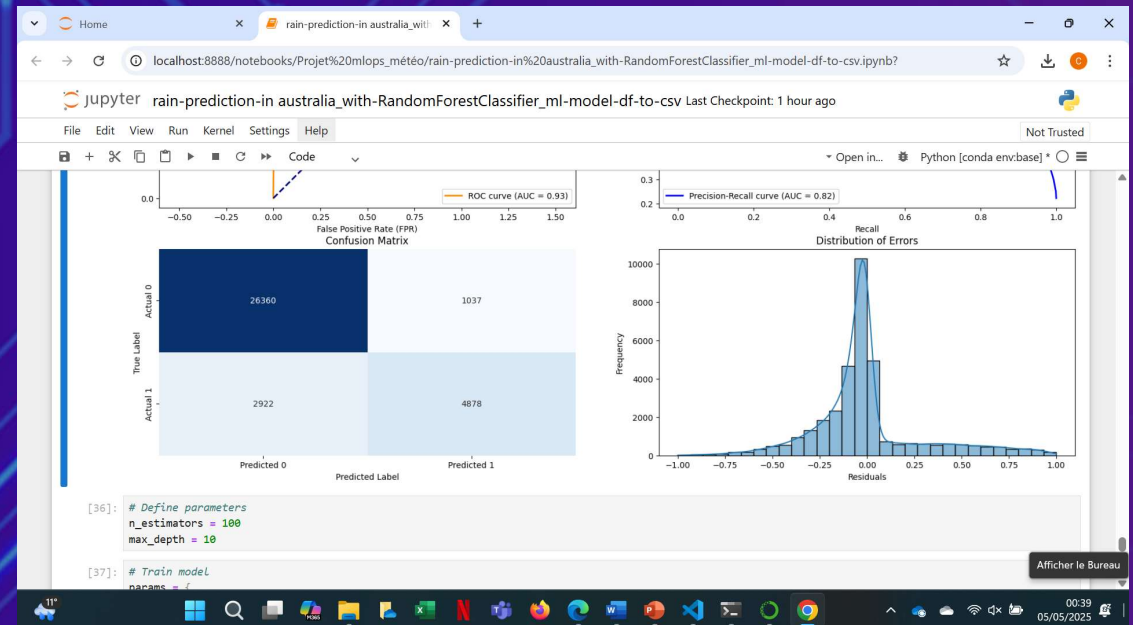 Home
rain-prediction-in australia_with
localhost:8888/notebooks/Projet%20mlops_météo/rain-prediction-in%20australia_with-RandomForestClassifier_ml-model-df-to-csv.ipynb?
C
jupyter rain-prediction-in australia_with-RandomForestClassifier_ml-model-df-to-csv Last Checkpoint: 1 hour ago
File Edit View Run Kernel Settings Help
Not Trusted
Code
Open in...
Python [conda env:base] *
0.0
ROC curve (AUC = 0.93)
−0.50 −0.25 0.00 0.25 0.50 0.75 1.00 1.25 1.50
False Positive Rate (FPR)
0.3
0.2
Precision-Recall curve (AUC = 0.82)
0.0 0.2 0.4 0.6 0.8 1.0
Recall
Confusion Matrix
True Label
Actual 0
Actual 1
26360 1037
2922 4878
Predicted 0 Predicted 1
Predicted Label
Distribution of Errors
Frequency
10000
8000
6000
4000
2000
0
−1.00 −0.75 −0.50 −0.25 0.00 0.25 0.50 0.75 1.00
Residuals
[36]: # Define parameters
n_estimators = 100
max_depth = 10
[37]: # Train model
params = {
Afficher le Bureau
11°
00:39
05/05/2025